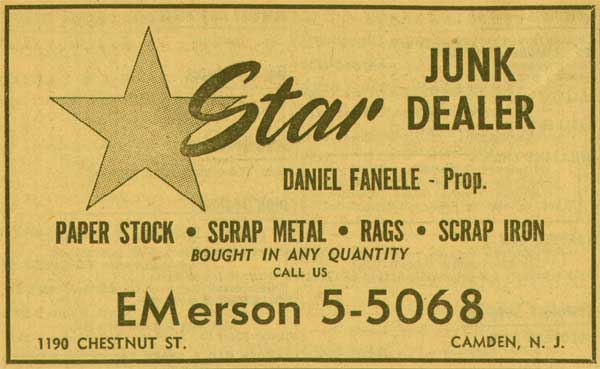 Star
JUNK
DEALER
DANIEL FANELLE - Prop.
PAPER STOCK • SCRAP METAL • RAGS • SCRAP IRON
BOUGHT IN ANY QUANTITY
CALL US
EMerson 5-5068
1190 CHESTNUT ST. CAMDEN, N. J.